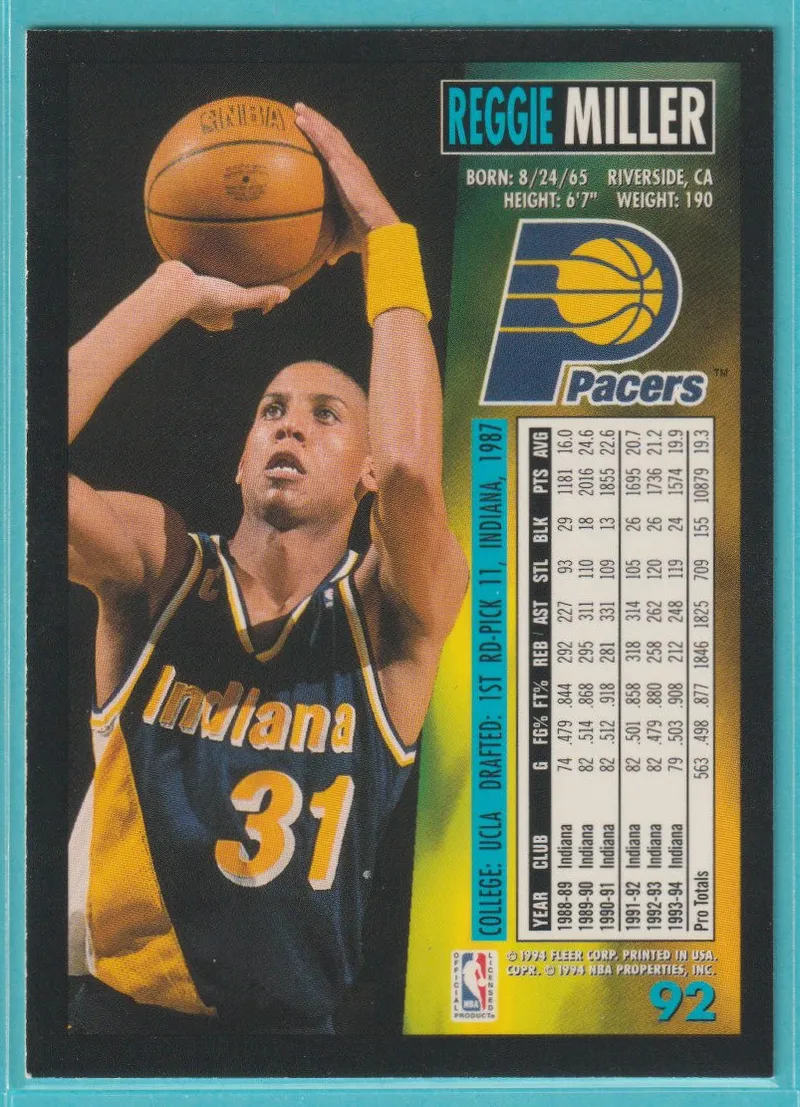 NBA
REGGIE MILLER
BORN: 8/24/65 RIVERSIDE, CA
HEIGHT: 6'7" WEIGHT: 190
Pacers TM
Indiana
31
COLLEGE: UCLA DRAFTED: 1ST RD-PICK 11, INDIANA, 1987
YEAR CLUB G FG% FT% REB AST STL BLK PTS AVG
1988-89 Indiana 74 .479 .844 292 227 93 29 1181 16.0
1989-90 Indiana 82 .514 .868 295 311 110 18 2016 24.6
1990-91 Indiana 82 .512 .918 281 331 109 13 1855 22.6
1991-92 Indiana 82 .501 .858 318 314 105 26 1695 20.7
1992-93 Indiana 82 .479 .880 258 262 120 26 1736 21.2
1993-94 Indiana 79 .503 .908 212 248 119 24 1574 19.9
Pro Totals 563 .498 .877 1846 1825 709 155 10879 19.3
OFFICIAL LICENSED
NBA
PRODUCT
© 1994 FLEER CORP. PRINTED IN USA.
CUPR. © 1994 NBA PROPERTIES, INC.
92